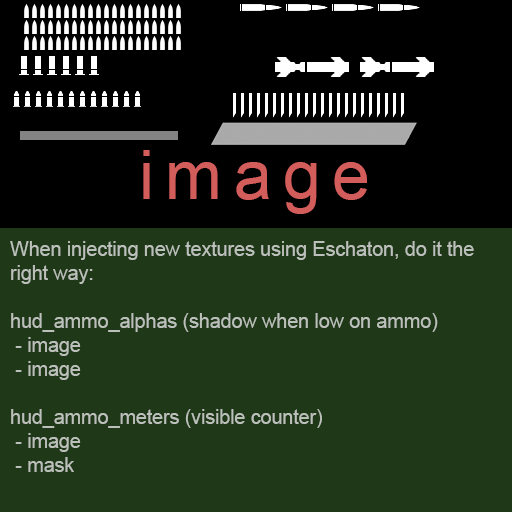 image
When injecting new textures using Eschaton, do it the
right way:
hud_ammo_alphas (shadow when low on ammo)
- image
- image
hud_ammo_meters (visible counter)
- image
- mask